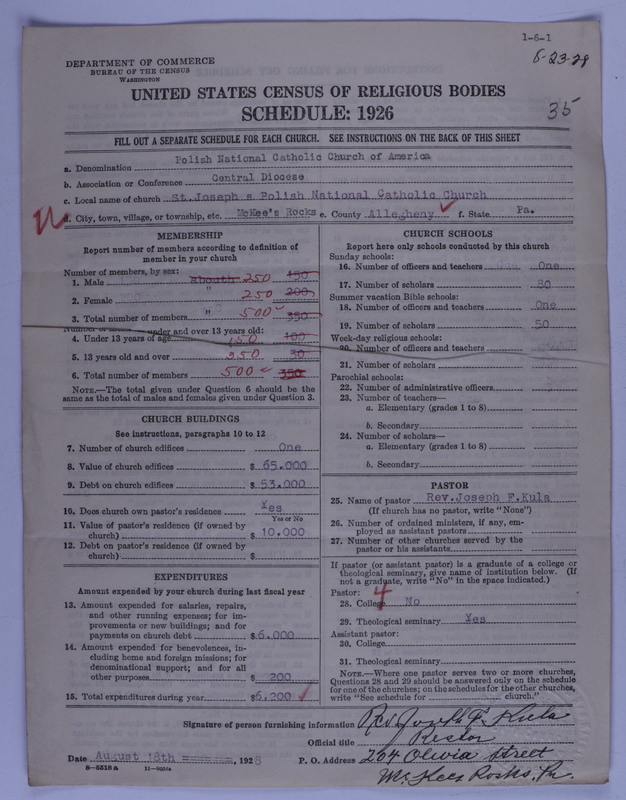 1-6-1
8-23-28
35
DEPARTMENT OF COMMERCE
BUREAU OF THE CENSUS
WASHINGTON
UNITED STATES CENSUS OF RELIGIOUS BODIES
SCHEDULE: 1926
FILL OUT A SEPARATE SCHEDULE FOR EACH CHURCH. SEE INSTRUCTIONS ON THE BACK OF THIS SHEET
a. Denomination Polish National Catholic Church of America
b. Association or Conference Central Diocese
c. Local name of church St.Joseph s Polish National Catholic Church
d. City, town, village, or township, etc. McKee's Rocks e. County Allegheny f. State Pa.
MEMBERSHIP
Report number of members according to definition of
member in your church
Number of members, by sex:
1. Male abouth 250 150
2. Female " 250 200
3. Total number of members " 500 350
Number of members under and over 13 years old:
4. Under 13 years of age 150 100
5. 13 years old and over 350 30
6. Total number of members 500 350
NOTE.—The total given under Question 6 should be
same as the total of males and females given under Question 3.
CHURCH BUILDINGS
See instructions, paragraphs 10 to 12
7. Number of church edifices One
8. Value of church edifices $ 65.000
9. Debt on church edifices $ 53.000
10. Does church own pastor's residence Yes
Yes or No
11. Value of pastor's residence (if owned by
church) $ 10.000
12. Debt on pastor's residence (if owned by
church) $
EXPENDITURES
Amount expended by your church during last fiscal year
13. Amount expended for salaries, repairs,
and other running expenses; for im-
provements or new buildings; and for
payments on church debt $6.000
14. Amount expended for benevolences, in-
cluding home and foreign missions; for
denominational support; and for all
other purposes $ 200
15. Total expenditures during year $6.200
CHURCH SCHOOLS
Report here only schools conducted by this church
Sunday schools:
16. Number of officers and teachers One
17. Number of scholars 80
Summer vacation Bible schools:
18. Number of officers and teachers One
19. Number of scholars 50
Week-day religious schools:
20. Number of officers and teachers
21. Number of scholars
Parochial schools:
22. Number of administrative officers
23. Number of teachers—
a. Elementary (grades 1 to 8)
b. Secondary
24. Number of scholars—
a. Elementary (grades 1 to 8)
b. Secondary
PASTOR
25. Name of pastor Rev.Joseph F.Kula
(If church has no pastor, write "None")
26. Number of ordained ministers, if any, em-
ployed as assistant pastors
27. Number of other churches served by the
pastor or his assistants
If pastor (or assistant pastor) is a graduate of a college or
theological seminary, give name of institution below. (If
not a graduate, write "No" in the space indicated.)
Pastor: 4
28. College No
29. Theological seminary Yes
Assistant pastor:
30. College
31. Theological seminary
NOTE.—Where one pastor serves two or more churches,
Questions 28 and 29 should be answered only on the schedule
for one of the churches; on the schedules for the other churches,
write "See schedule for church."
Signature of person furnishing information Rev. Joseph F. Kula
Official title Rector
Date August 18th 1928 P. O. Address 204 Olivia Street
8-5518a McKees Rocks, Pa.